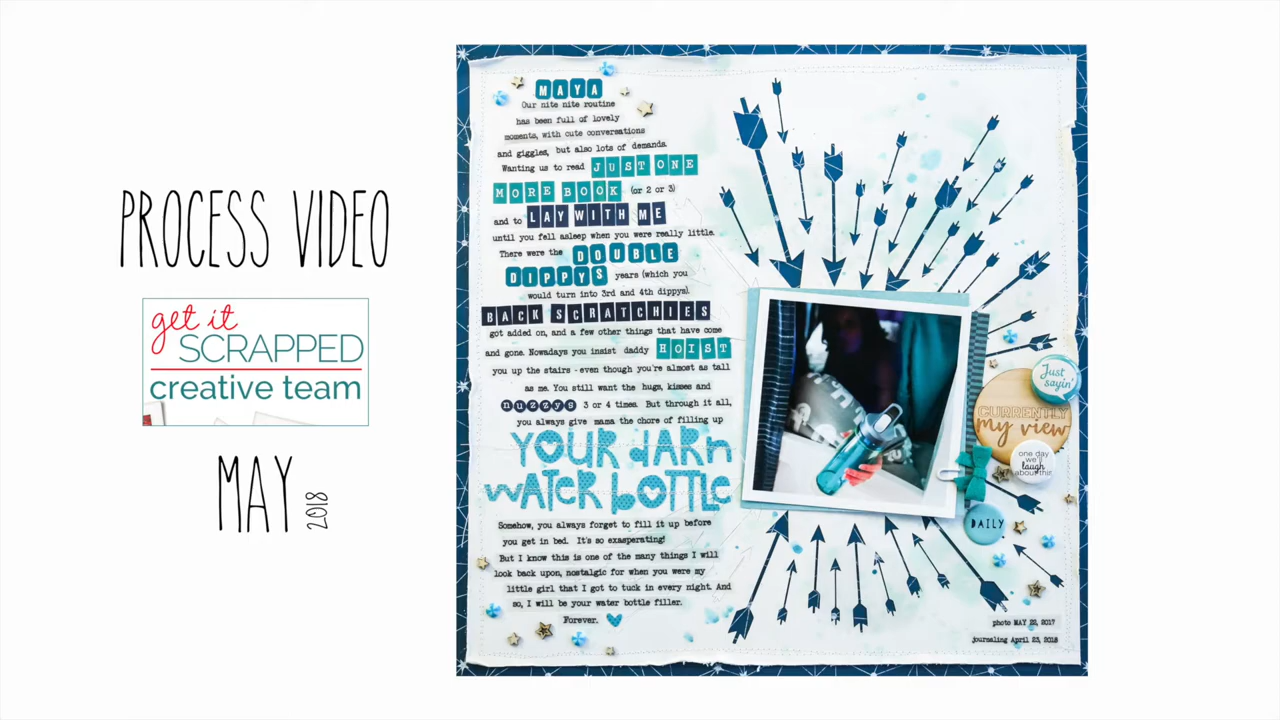 PROCESS VIDEO
get it
SCRAPPED
creative team
MAY
2018
MAYA
Our nite nite routine
has been full of lovely
moments, with cute conversations
and giggles, but also lots of demands.
Wanting us to read JUST ONE
MORE BOOK (or 2 or 3)
and to LAY WITH ME
until you fell asleep when you were really little.
There were the DOUBLE
DIPPYS years (which you
would turn into 3rd and 4th dippys).
BACK SCRATCHIES
got added on, and a few other things that have come
and gone. Nowadays you insist daddy HOIST
you up the stairs - even though you're almost as tall
as me. You still want the hugs, kisses and
nuzzys 3 or 4 times. But through it all,
you always give mama the chore of filling up
YOUR dARn
wATER bOTTLE
Somehow, you always forget to fill it up before
you get in bed. It's so exasperating!
But I know this is one of the many things I will
look back upon, nostalgic for when you were my
little girl that I got to tuck in every night. And
so, I will be your water bottle filler.
Forever.
Just
sayin'
CURRENTLY
my view
one day
we'll
laugh
about this.
DAILY
photo MAY 22, 2017
journaling April 23, 2018